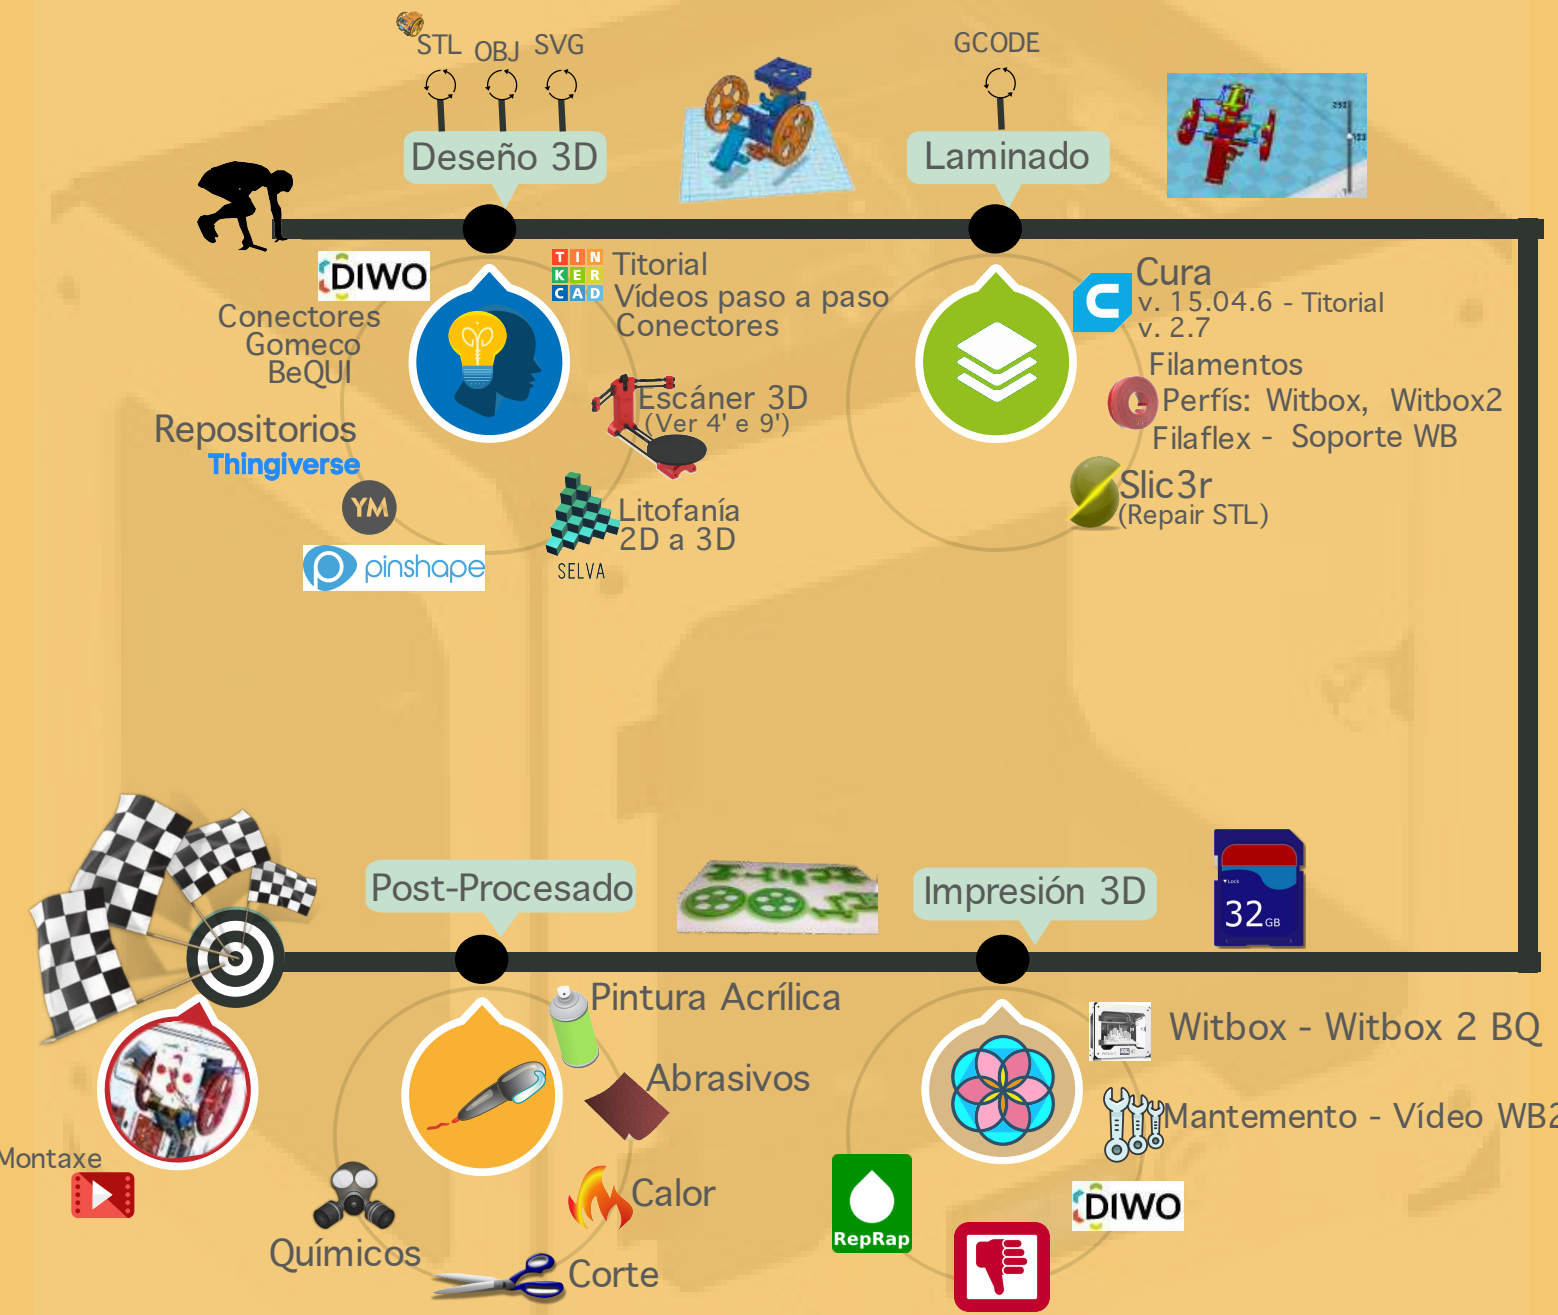 STL OBJ SVG
Deseño 3D
GCODE
Laminado
DIWO
Conectores
Gomeco
BeQUI
Repositorios
Thingiverse
YM
pinshape
TINKERCAD
Titorial
Vídeos paso a paso
Conectores
Escáner 3D
(Ver 4' e 9')
Litofanía
2D a 3D
SELVA
Cura
v. 15.04.6 - Titorial
v. 2.7
Filamentos
Perfís: Witbox, Witbox2
Filaflex - Soporte WB
Slic3r
(Repair STL)
Impresión 3D
Lock
32GB
Witbox - Witbox 2 BQ
Mantemento - Vídeo WB2
DIWO
RepRap
Post-Procesado
Pintura Acrílica
Abrasivos
Calor
Corte
Químicos
Montaxe